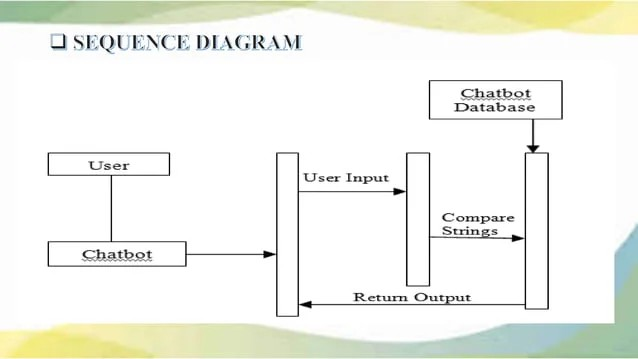 SEQUENCE DIAGRAM
Chatbot
Database
User
User Input
Compare
Strings
Chatbot
Return Output